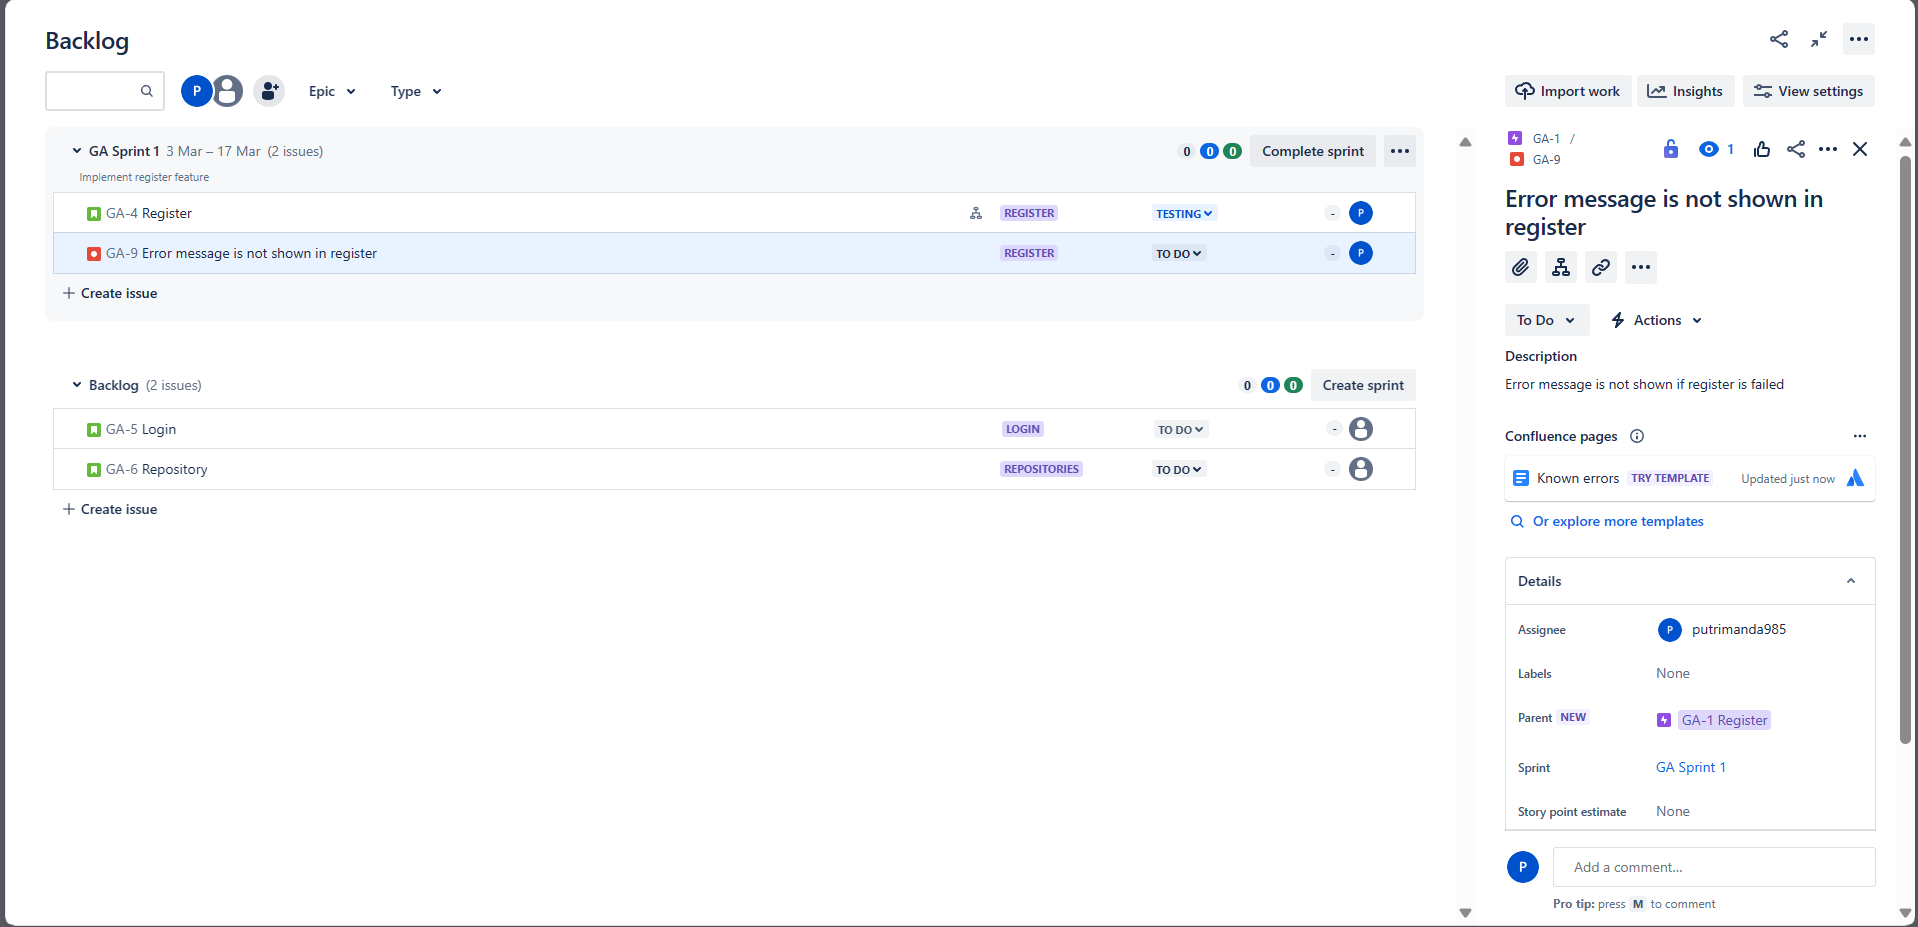 Backlog
P
Epic
Type
Import work
Insights
View settings
GA Sprint 1 3 Mar – 17 Mar (2 issues)
0 0 0
Complete sprint
Implement register feature
GA-4 Register REGISTER TESTING - P
GA-9 Error message is not shown in register REGISTER TO DO - P
Create issue
Backlog (2 issues)
0 0 0
Create sprint
GA-5 Login LOGIN TO DO -
GA-6 Repository REPOSITORIES TO DO -
Create issue
GA-1 /
GA-9
1
Error message is not shown in
register
To Do
Actions
Description
Error message is not shown if register is failed
Confluence pages
Known errors TRY TEMPLATE Updated just now
Or explore more templates
Details
Assignee P putrimanda985
Labels None
Parent NEW GA-1 Register
Sprint GA Sprint 1
Story point estimate None
P
Add a comment...
Pro tip: press M to comment